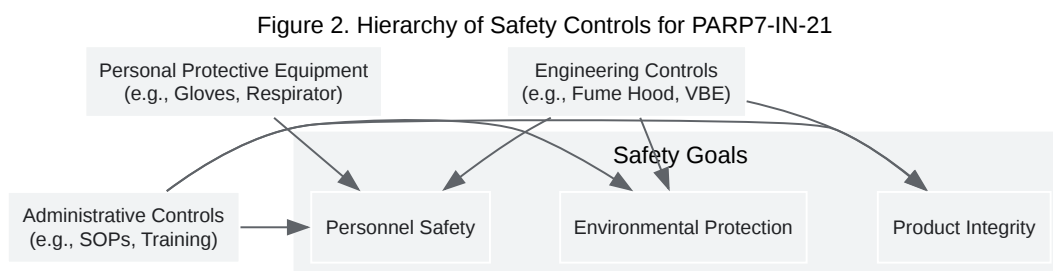 Figure 2. Hierarchy of Safety Controls for PARP7-IN-21
Personal Protective Equipment
(e.g., Gloves, Respirator)
Engineering Controls
(e.g., Fume Hood, VBE)
Safety Goals
Administrative Controls
(e.g., SOPs, Training)
Personnel Safety
Environmental Protection
Product Integrity